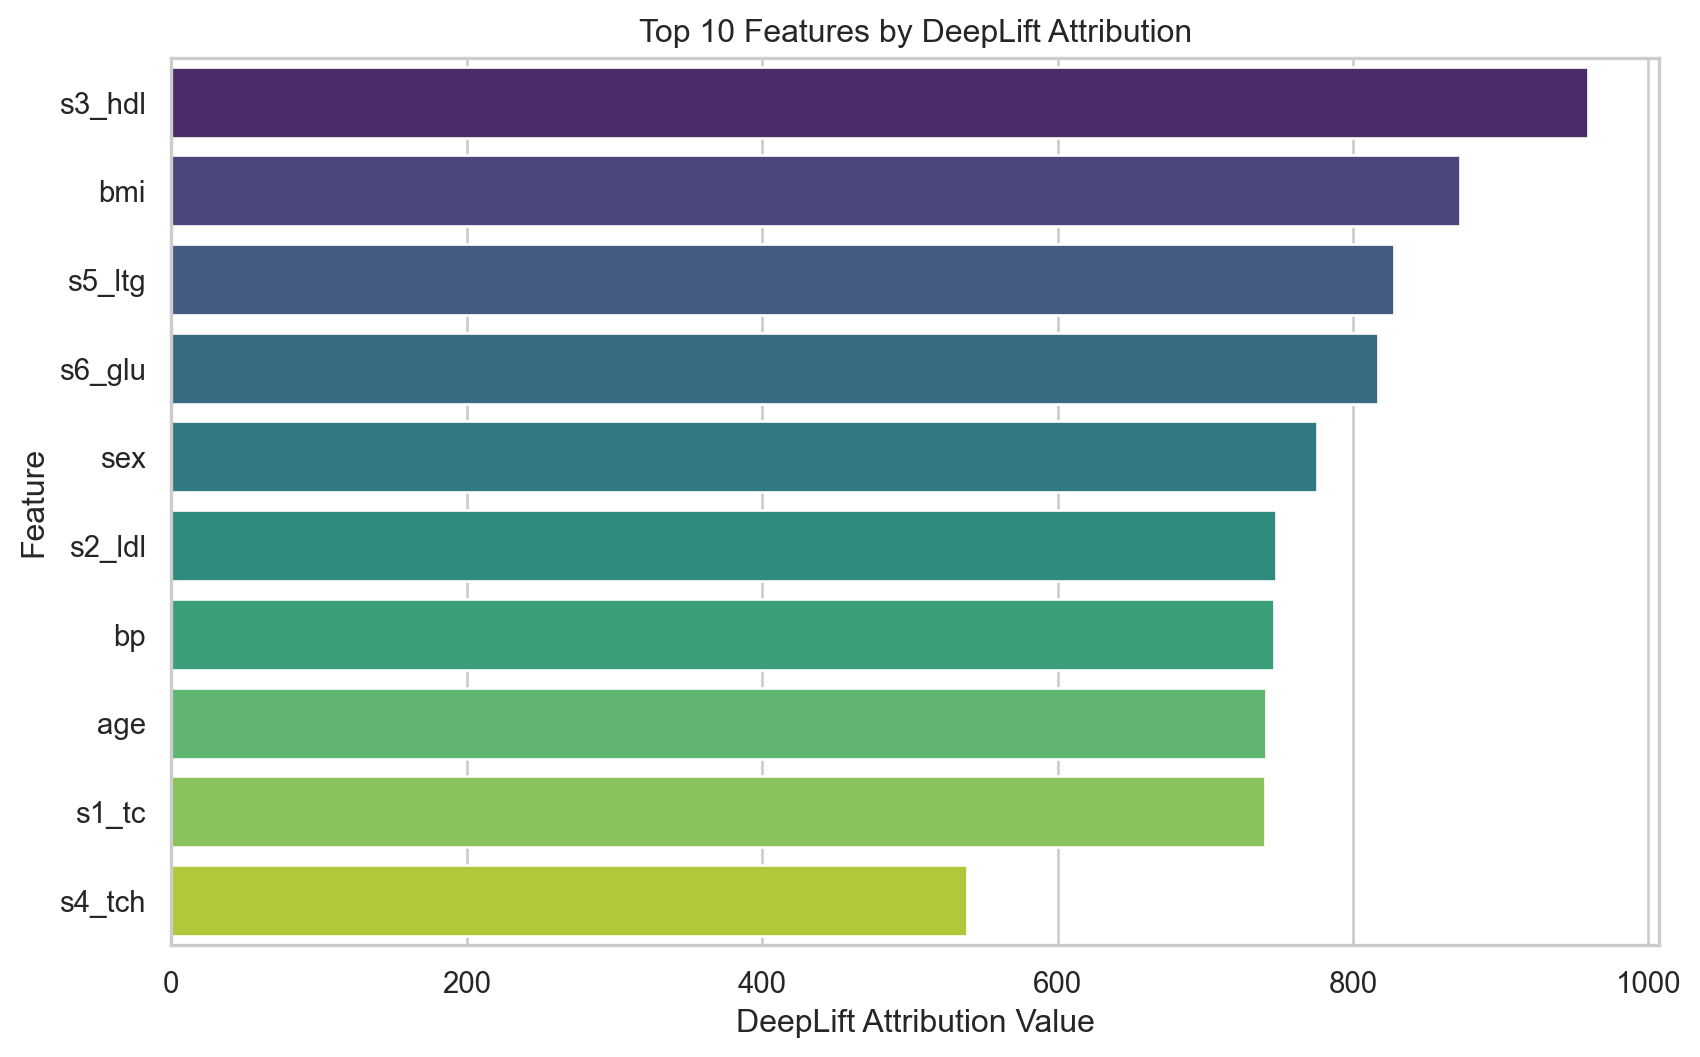 Top 10 Features by DeepLift Attribution
s3_hdl
bmi
s5_ltg
s6_glu
sex
s2_ldl
bp
age
s1_tc
s4_tch
Feature
0 200 400 600 800 1000
DeepLift Attribution Value